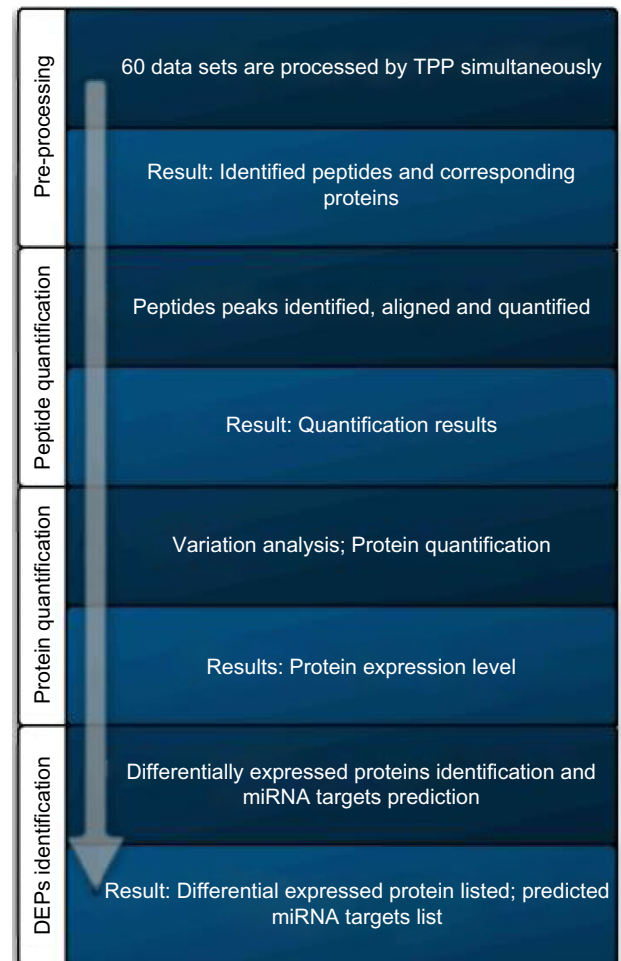 Pre-processing
60 data sets are processed by TPP simultaneously
Result: Identified peptides and corresponding
proteins
Peptide quantification
Peptides peaks identified, aligned and quantified
Result: Quantification results
Protein quantification
Variation analysis; Protein quantification
Results: Protein expression level
DEPs identification
Differentially expressed proteins identification and
miRNA targets prediction
Result: Differential expressed protein listed; predicted
miRNA targets list